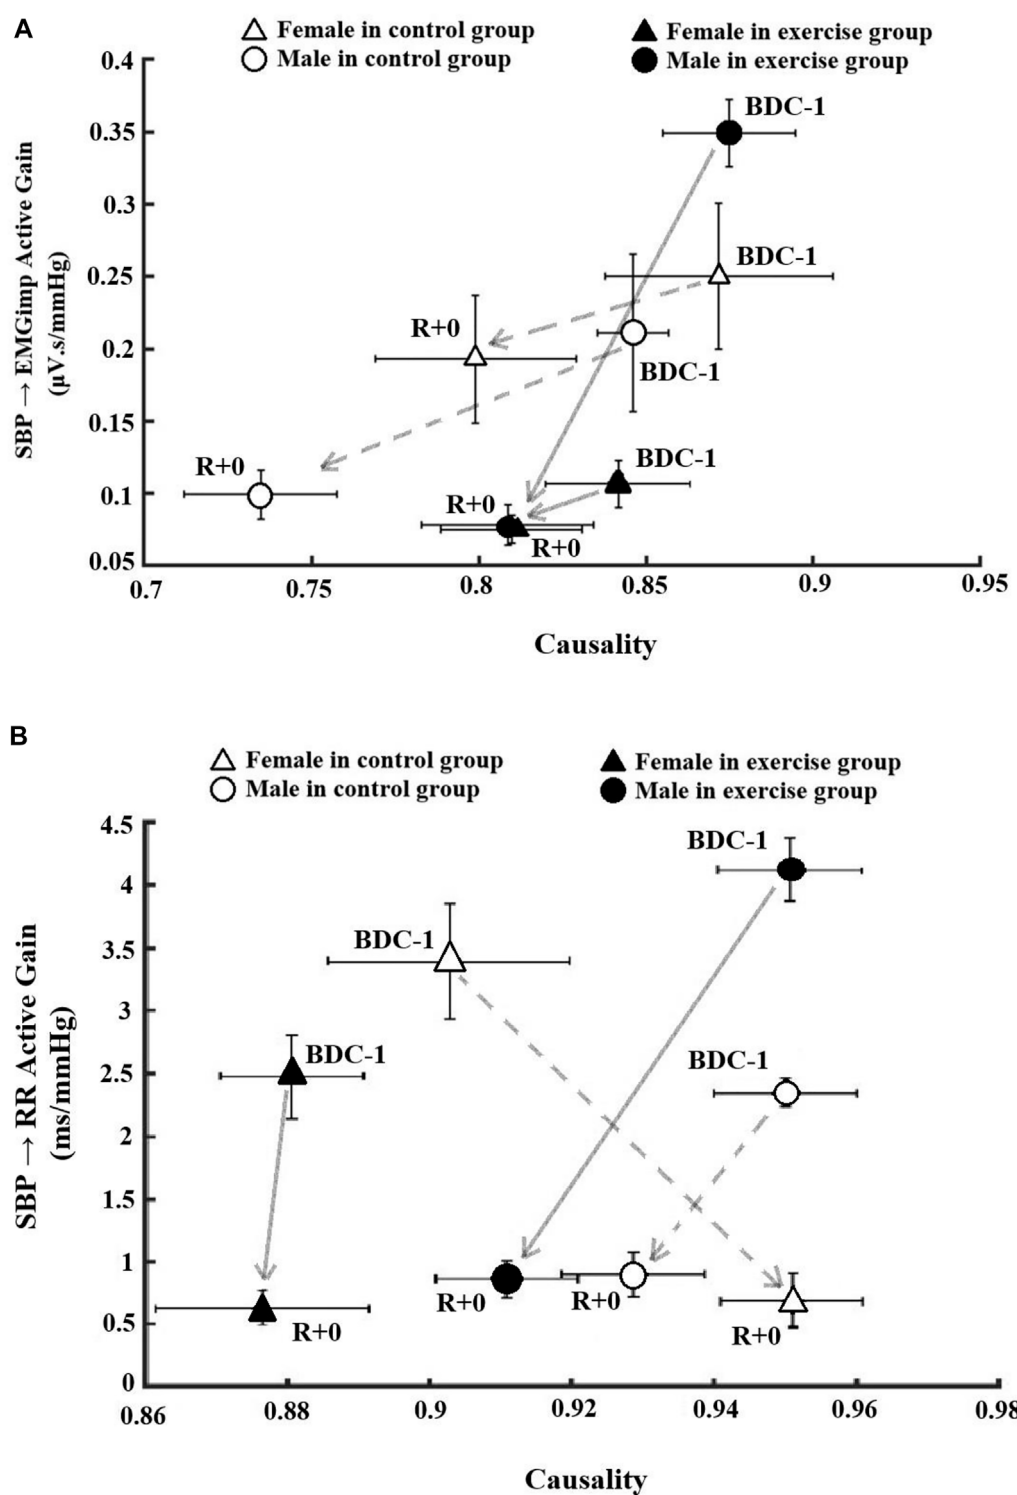 A
Female in control group
Female in exercise group
Male in control group
Male in exercise group
SBP → EMGimp Active Gain
(µV.s/mmHg)
0.4
0.35
0.3
0.25
0.2
0.15
0.1
0.05
BDC-1
BDC-1
R+0
BDC-1
R+0
BDC-1
R+0
R+0
0.7
0.75
0.8
0.85
0.9
0.95
Causality
B
Female in control group
Female in exercise group
Male in control group
Male in exercise group
SBP → RR Active Gain
(ms/mmHg)
4.5
4
3.5
3
2.5
2
1.5
1
0.5
0
BDC-1
BDC-1
BDC-1
BDC-1
R+0
R+0
R+0
R+0
0.86
0.88
0.9
0.92
0.94
0.96
0.98
Causality